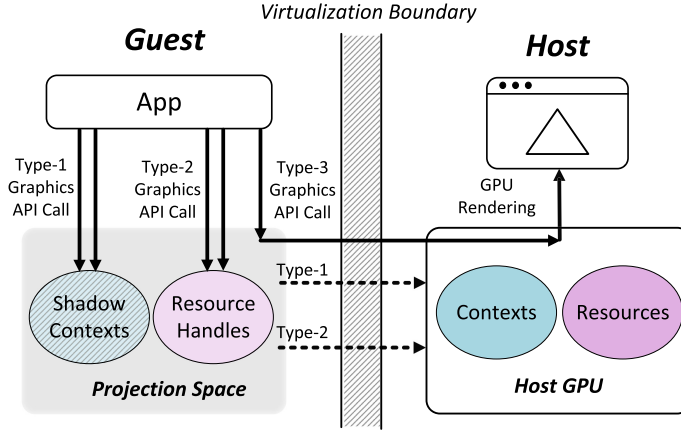 Virtualization Boundary
Guest
Host
App
Type-1
Graphics
API Call
Type-2
Graphics
API Call
Type-3
Graphics
API Call
GPU
Rendering
Shadow
Contexts
Resource
Handles
Type-1
Type-2
Contexts
Resources
Projection Space
Host GPU